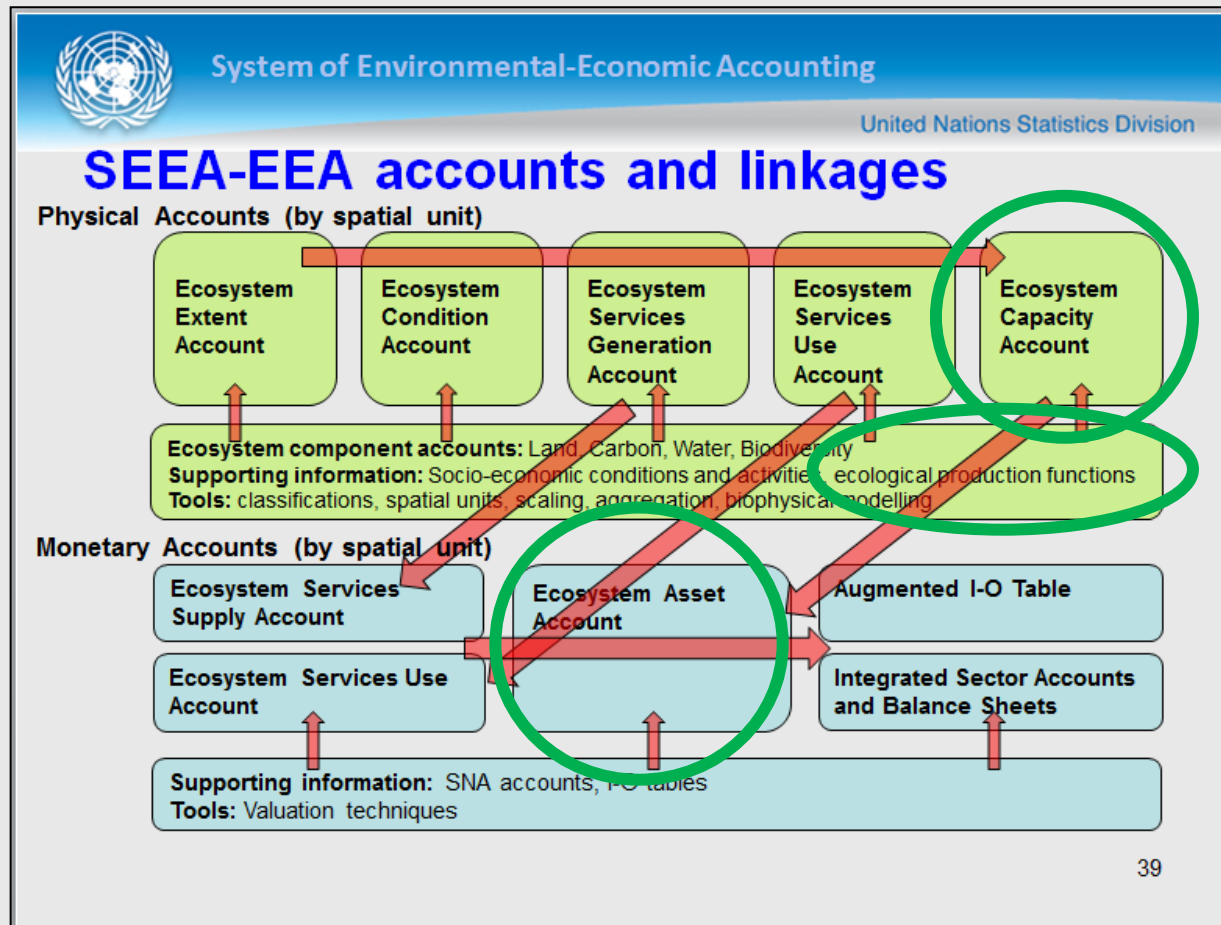 System of Environmental-Economic Accounting
United Nations Statistics Division
SEEA-EEA accounts and linkages
Physical Accounts (by spatial unit)
Ecosystem
Extent
Account
Ecosystem
Condition
Account
Ecosystem
Services
Generation
Account
Ecosystem
Services
Use
Account
Ecosystem
Capacity
Account
Ecosystem component accounts: Land, Carbon, Water, Biodiversity
Supporting information: Socio-economic conditions and activities, ecological production functions
Tools: classifications, spatial units, scaling, aggregation, biophysical modelling
Monetary Accounts (by spatial unit)
Ecosystem Services
Supply Account
Ecosystem Services Use
Account
Ecosystem Asset
Account
Augmented I-O Table
Integrated Sector Accounts
and Balance Sheets
Supporting information: SNA accounts, I-O tables
Tools: Valuation techniques
39